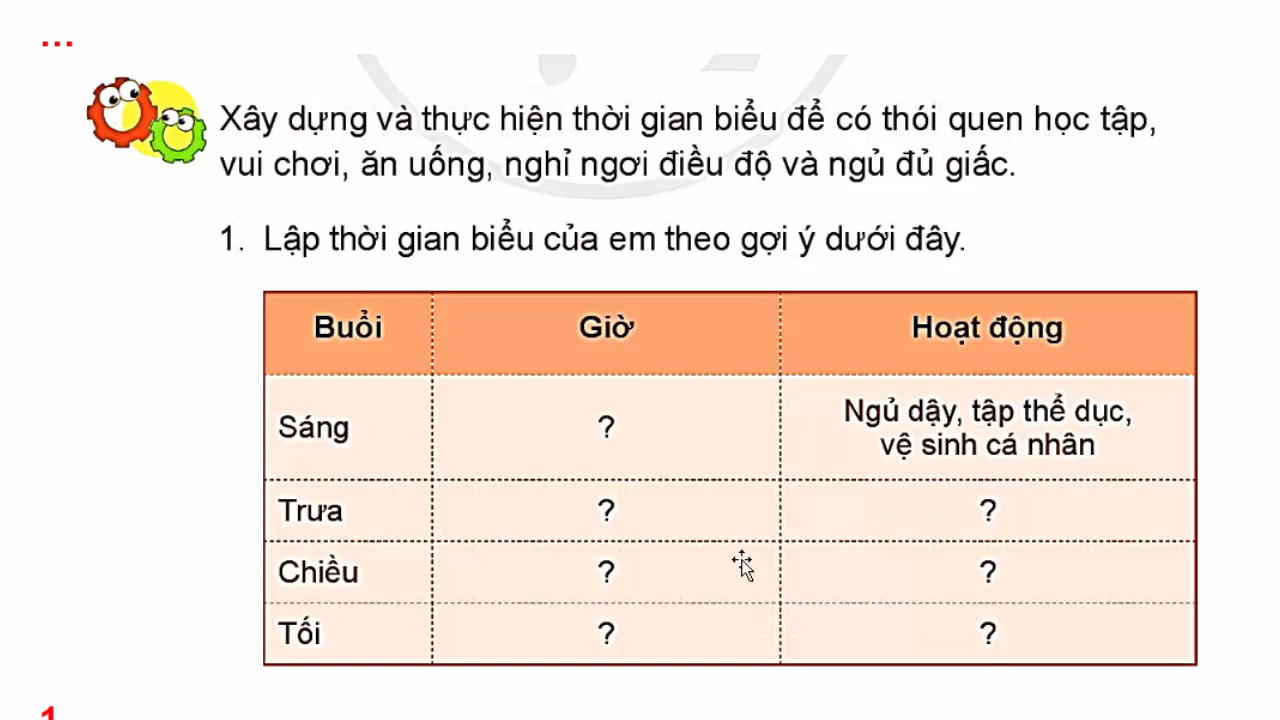 ...
Xây dựng và thực hiện thời gian biểu để có thói quen học tập,
vui chơi, ăn uống, nghỉ ngơi điều độ và ngủ đủ giấc.
1. Lập thời gian biểu của em theo gợi ý dưới đây.
Buổi Giờ Hoạt động
Sáng ? Ngủ dậy, tập thể dục,
vệ sinh cá nhân
Trưa ? ?
Chiều ? ?
Tối ? ?
1